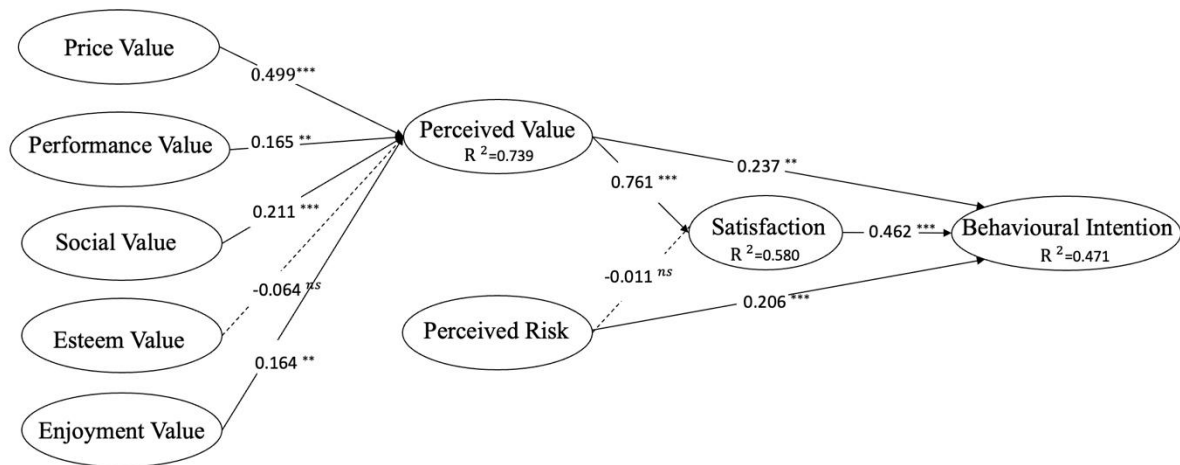 Price Value
0.499***
Performance Value
0.165 **
Perceived Value
R ²=0.739
0.237 **
0.761 ***
Social Value
0.211 ***
Satisfaction
R ²=0.580
0.462 ***
Behavioural Intention
R ²=0.471
-0.064 ns
-0.011 ns
0.206 ***
Esteem Value
Perceived Risk
0.164 **
Enjoyment Value